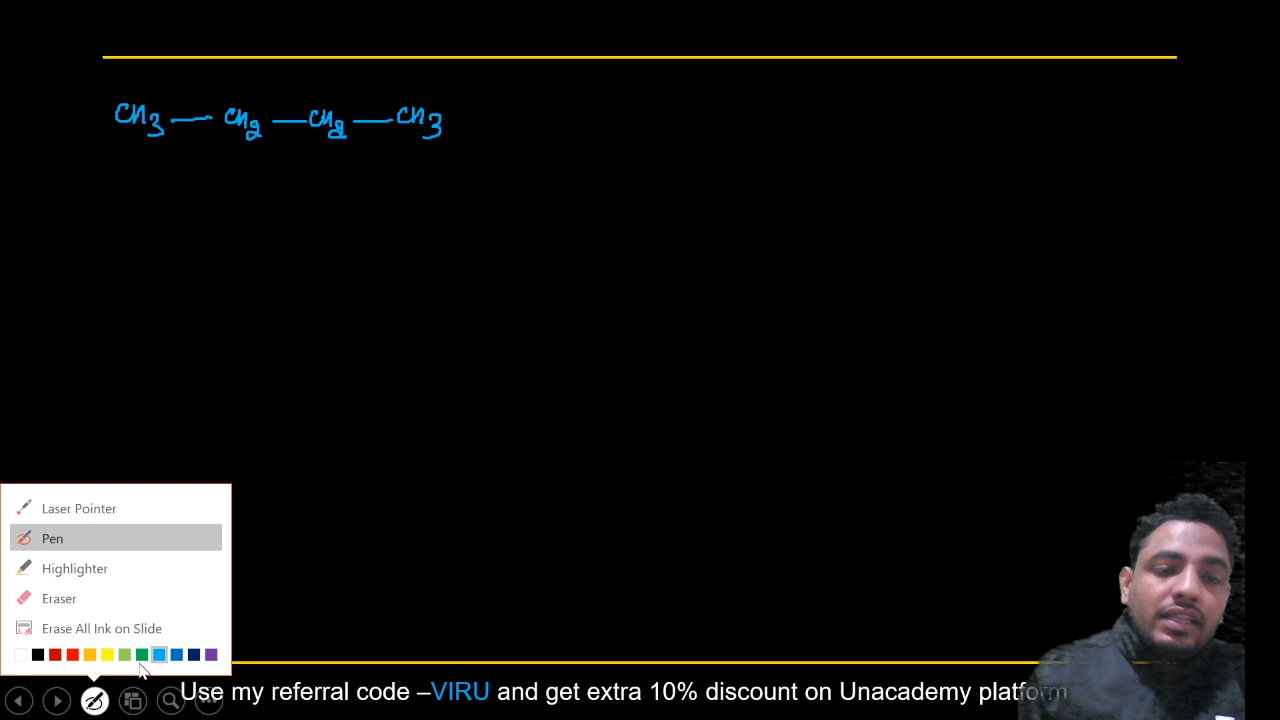 CH3 — CH2 — CH2 — CH3
Laser Pointer
Pen
Highlighter
Eraser
Erase All Ink on Slide
Use my referral code –VIRU and get extra 10% discount on Unacademy platform